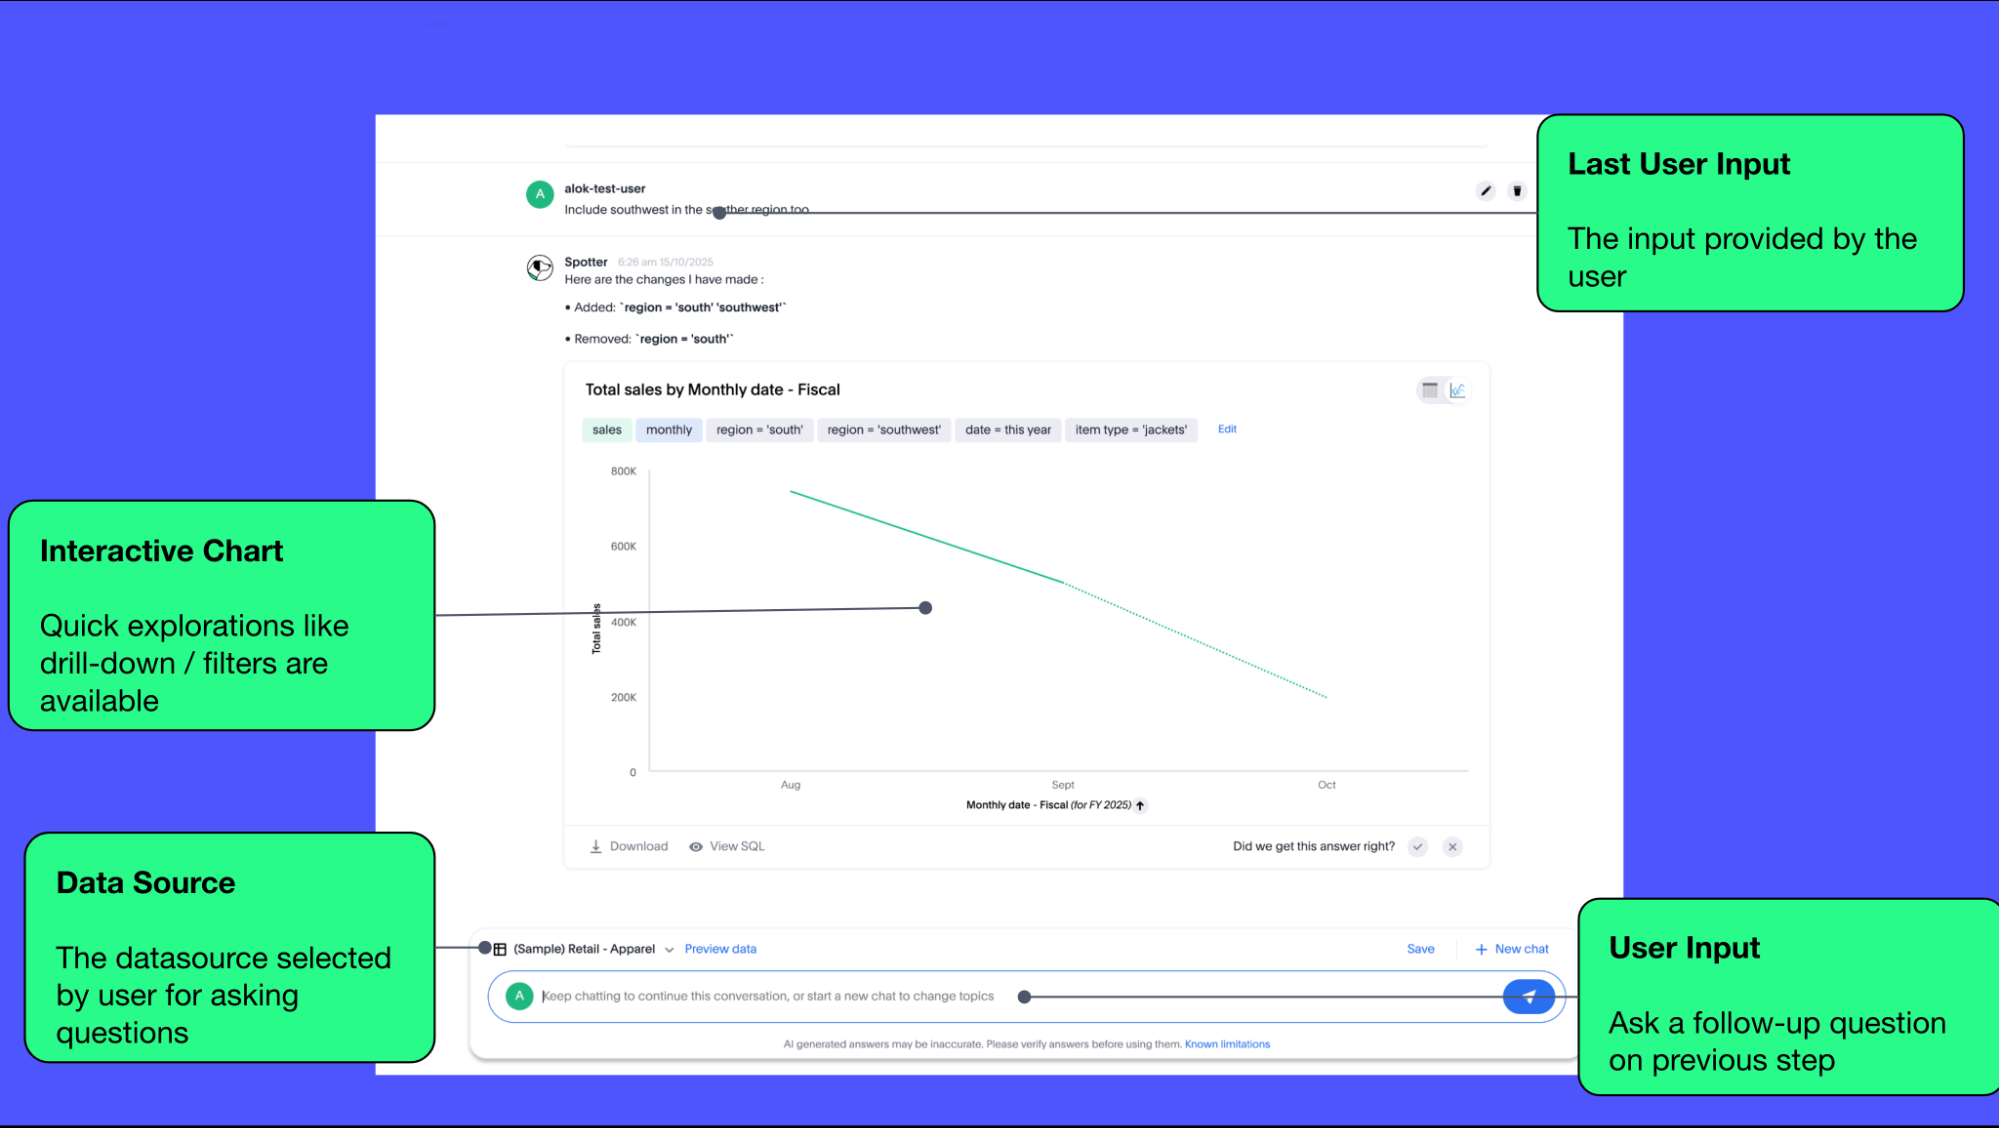 Last User Input
The input provided by the
user
A
alok-test-user
Include southwest in the souther region too
Spotter 6:26 am 15/10/2025
Here are the changes I have made :
• Added: `region = 'south' 'southwest'`
• Removed: `region = 'south'`
Total sales by Monthly date - Fiscal
sales monthly region = 'south' region = 'southwest' date = this year item type = 'jackets' Edit
800K
600K
400K
200K
0
Total sales
Aug Sept Oct
Monthly date - Fiscal (for FY 2025)
Download View SQL Did we get this answer right?
Interactive Chart
Quick explorations like
drill-down / filters are
available
Data Source
The datasource selected
by user for asking
questions
(Sample) Retail - Apparel Preview data Save + New chat
A Keep chatting to continue this conversation, or start a new chat to change topics
AI generated answers may be inaccurate. Please verify answers before using them. Known limitations
User Input
Ask a follow-up question
on previous step